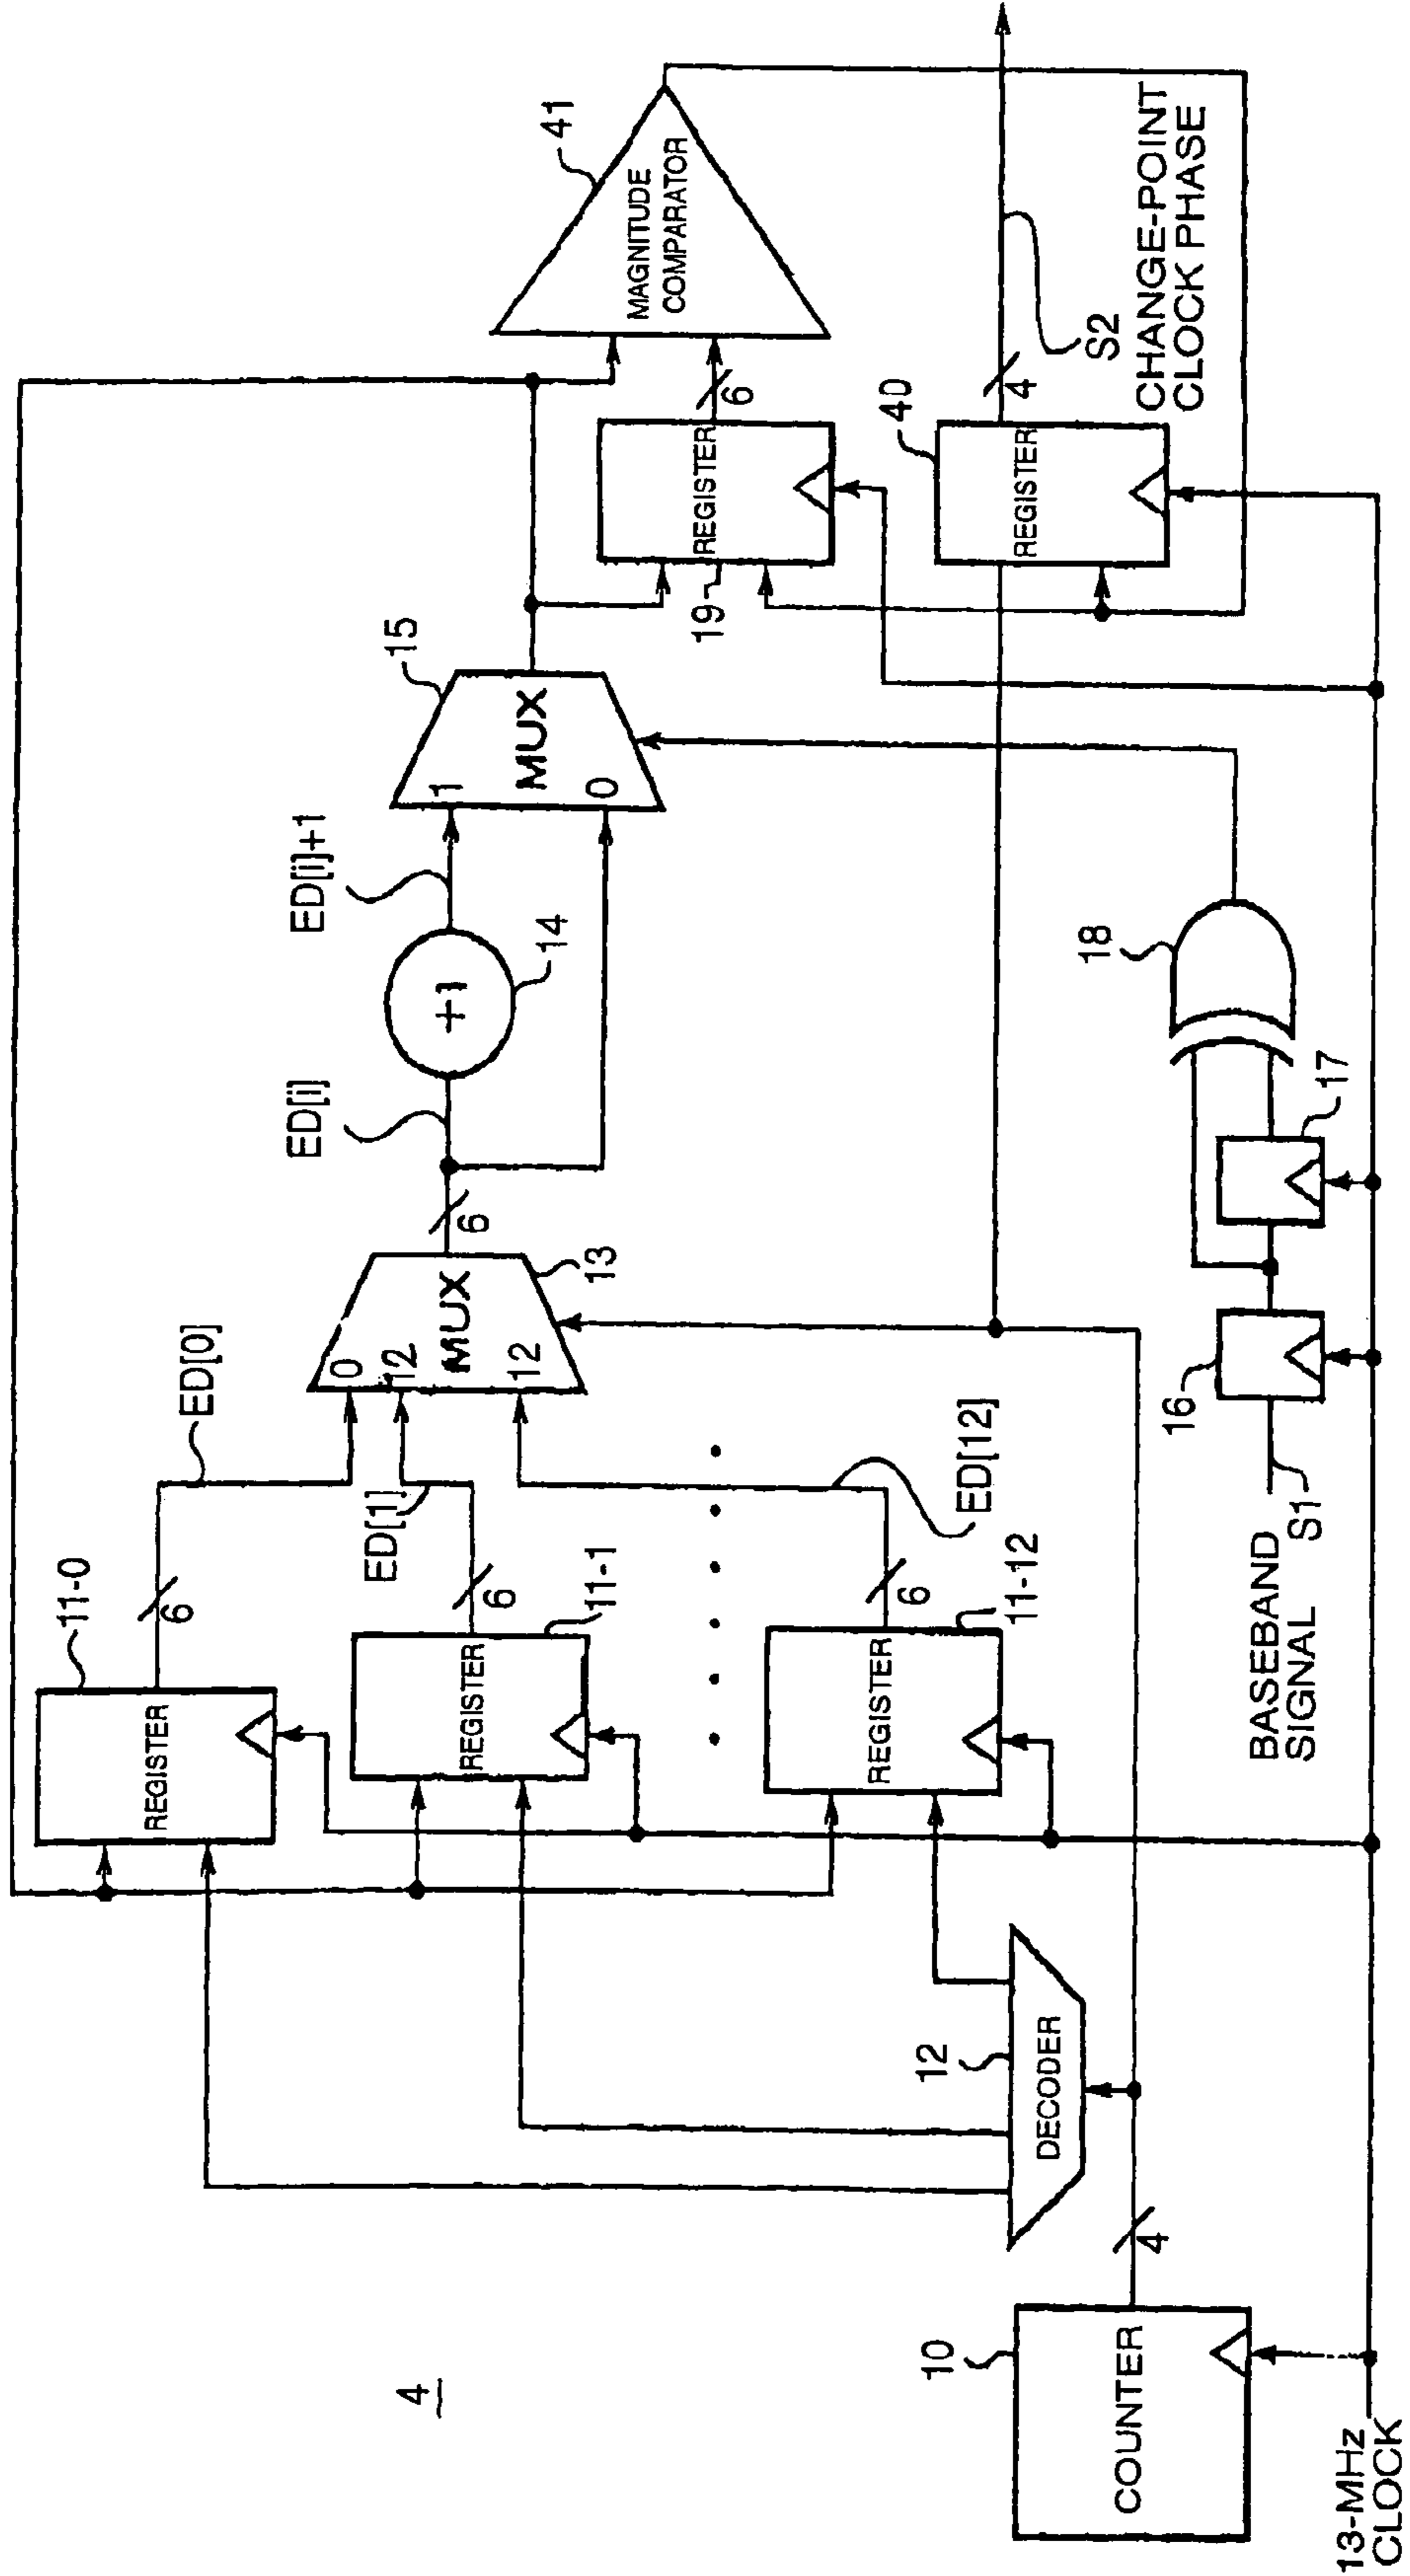 4
13-MHz
CLOCK
COUNTER
10
4
DECODER
12
REGISTER
11-0
6
ED[0]
REGISTER
11-1
6
ED[1]
REGISTER
11-12
6
ED[12]
0
12
12
MUX
13
6
ED[i]
+1
14
ED[i]+1
1
0
MUX
15
BASEBAND
SIGNAL S1
16
17
18
REGISTER
19
6
REGISTER
40
4
S2
MAGNITUDE
COMPARATOR
41
CHANGE-POINT
CLOCK PHASE